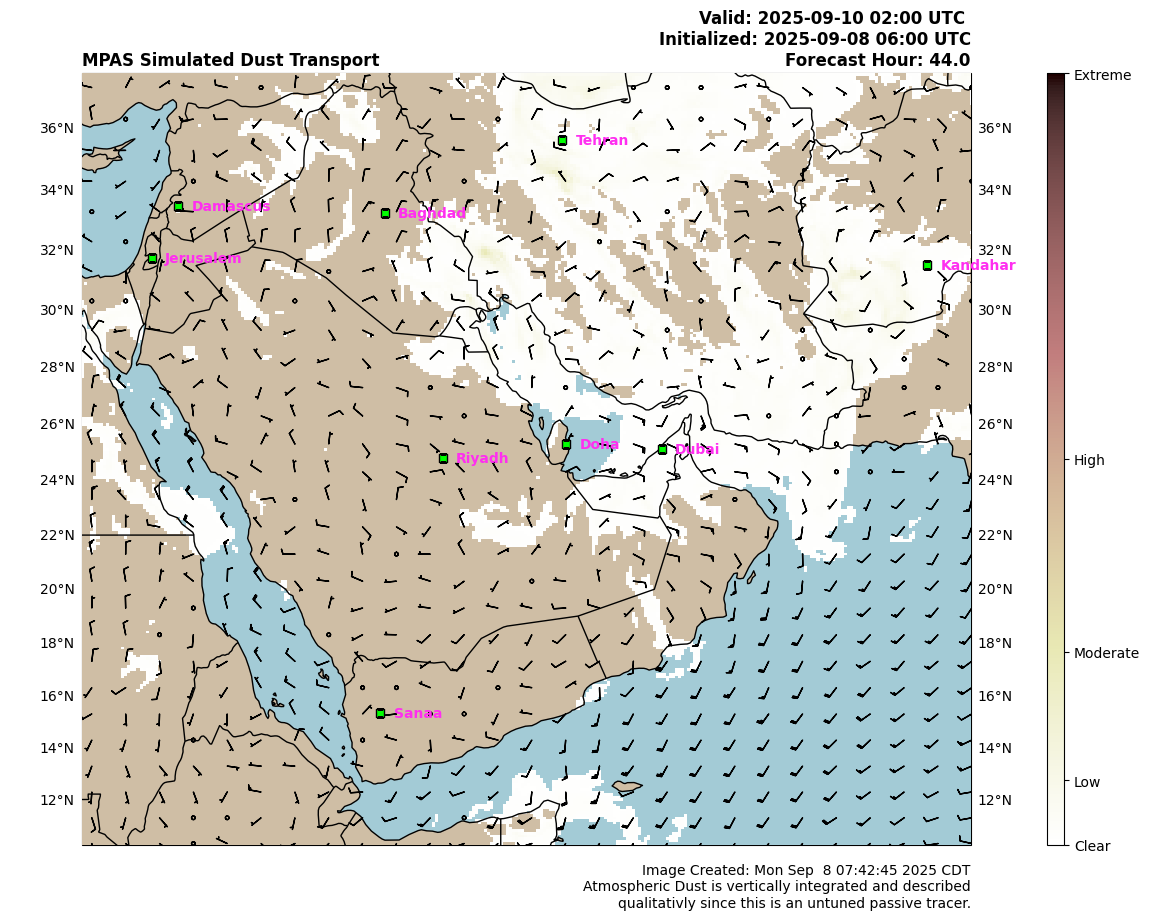 Valid: 2025-09-10 02:00 UTC
Initialized: 2025-09-08 06:00 UTC
MPAS Simulated Dust Transport
Forecast Hour: 44.0
Extreme
36°N
36°N
Tehran
34°N
34°N
Damascus
Baghdad
32°N
32°N
Jerusalem
Kandahar
30°N
30°N
28°N
28°N
26°N
26°N
Doha
Dubai
Riyadh
High
24°N
24°N
22°N
22°N
20°N
20°N
18°N
18°N
Moderate
16°N
16°N
Sanaa
14°N
14°N
Low
12°N
12°N
Clear
Image Created: Mon Sep  8 07:42:45 2025 CDT
Atmospheric Dust is vertically integrated and described
qualitativly since this is an untuned passive tracer.